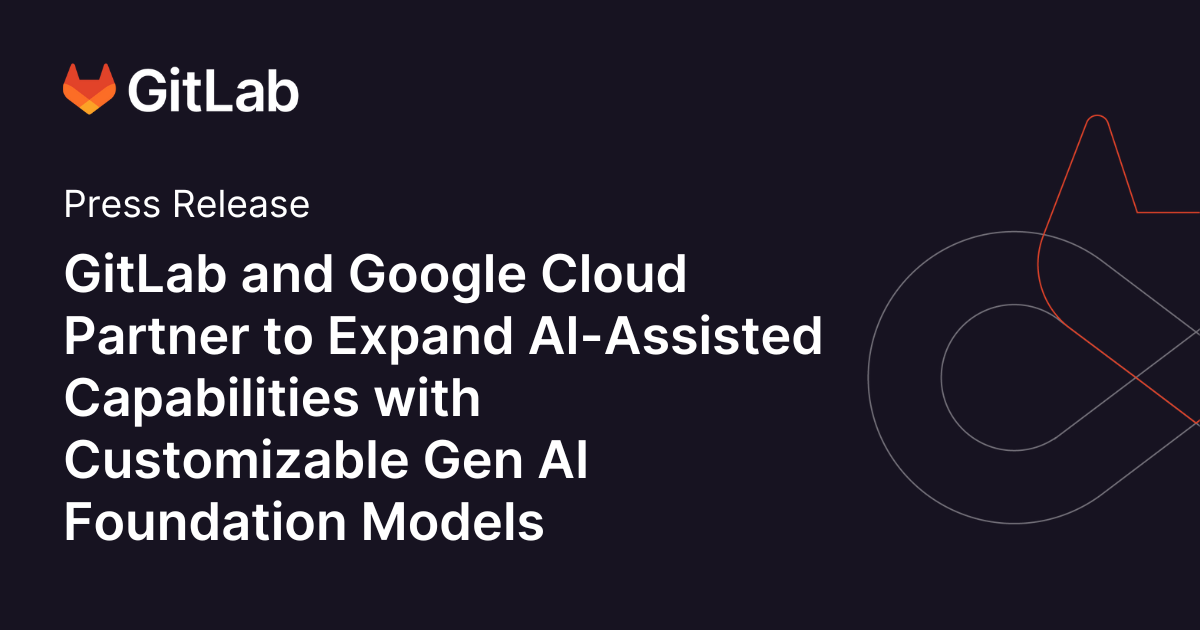 GitLab
Press Release
GitLab and Google Cloud
Partner to Expand AI-Assisted
Capabilities with
Customizable Gen AI
Foundation Models